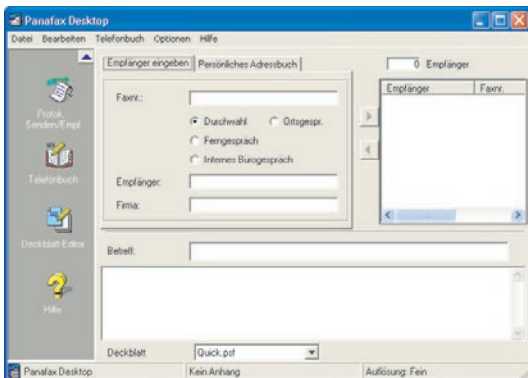 Panafax Desktop
Datei Bearbeiten Telefonbuch Optionen Hilfe
Empfänger eingeben Persönliches Adressbuch
0 Empfänger
Faxnr.:
Durchwahl Ortsgespr.
Ferngespräch
Internes Bürogespräch
Empfänger:
Firma:
Empfänger Faxnr.
Protok.
Senden/Empf
Telefonbuch
Deckblatt Editor
Hilfe
Betreff:
Deckblatt Quick.psf
Panafax Desktop Kein Anhang Auflösung: Fein